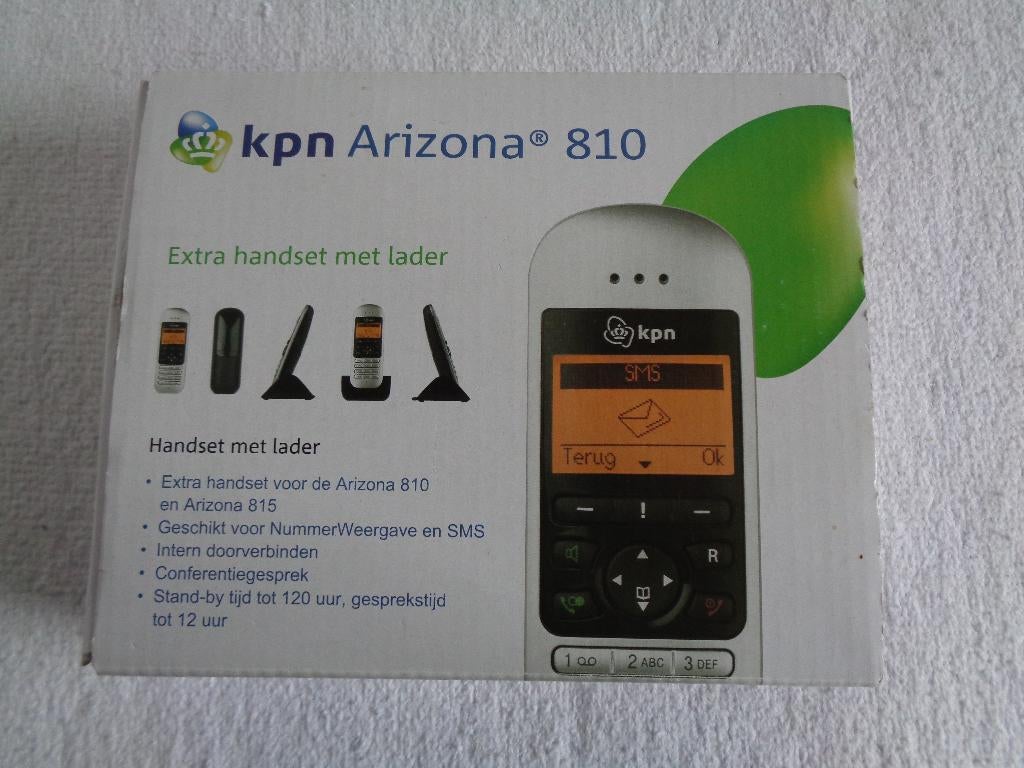 kpn Arizona® 810
Extra handset met lader
Handset met lader
• Extra handset voor de Arizona 810
en Arizona 815
• Geschikt voor NummerWeergave en SMS
• Intern doorverbinden
• Conferentiegesprek
• Stand-by tijd tot 120 uur, gesprekstijd
tot 12 uur
kpn
SMS
Terug Ok
!
R
1 2 ABC 3 DEF